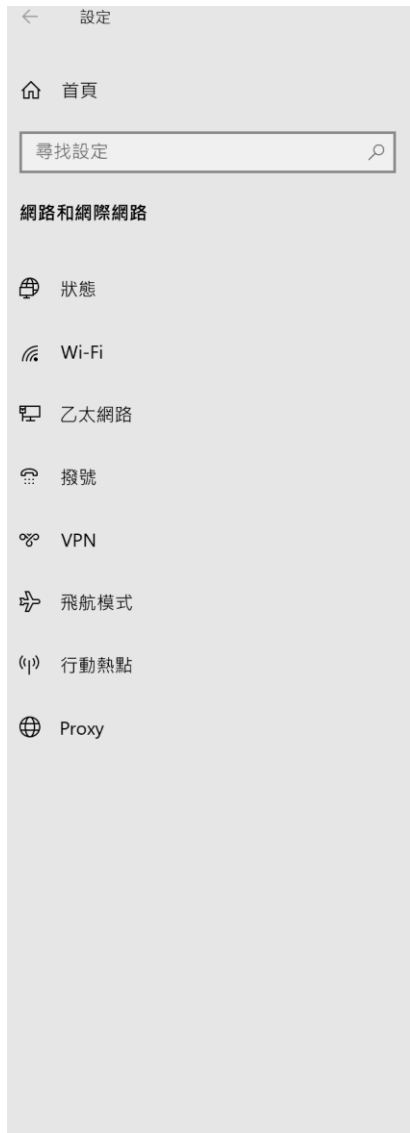 設定
首頁
尋找設定
網路和網際網路
狀態
Wi-Fi
乙太網路
撥號
VPN
飛航模式
行動熱點
Proxy